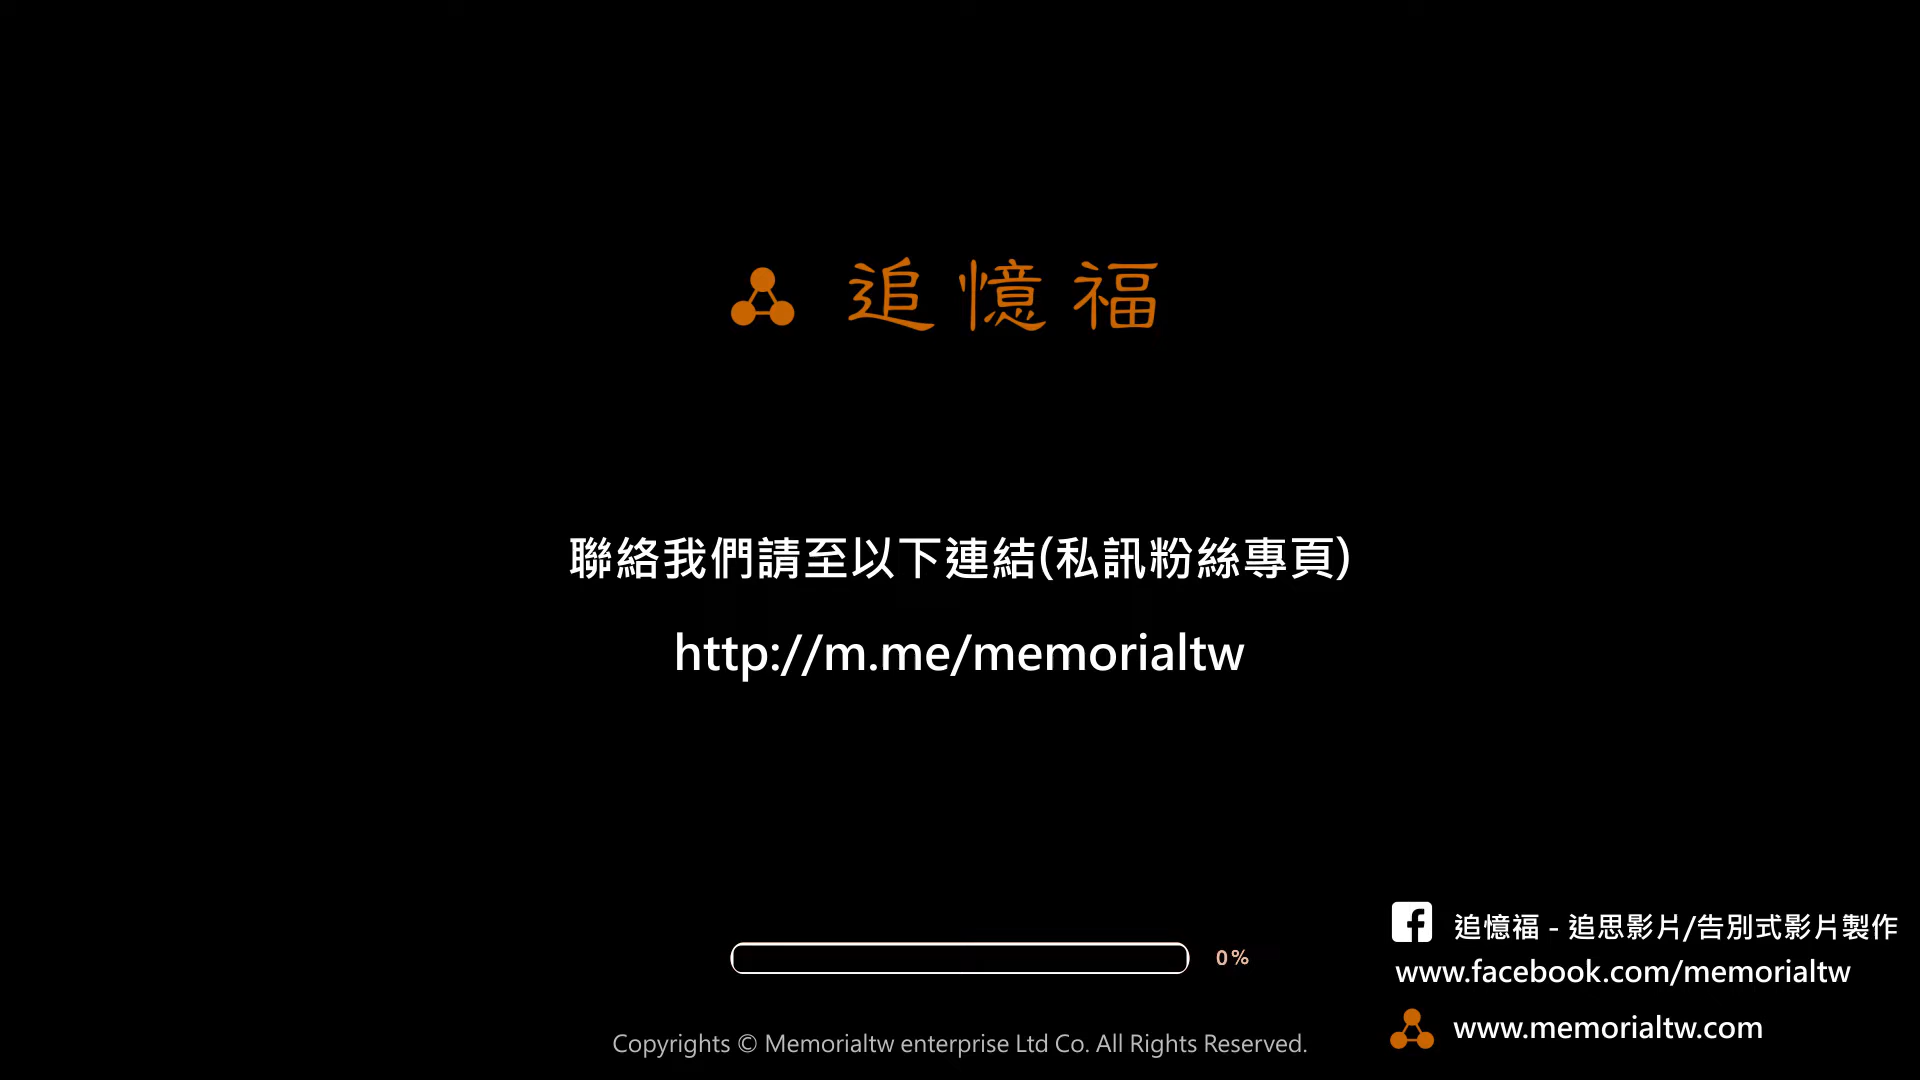 追憶福
聯絡我們請至以下連結(私訊粉絲專頁)
http://m.me/memorialtw
0%
追憶福 - 追思影片/告別式影片製作
www.facebook.com/memorialtw
www.memorialtw.com
Copyrights © Memorialtw enterprise Ltd Co. All Rights Reserved.